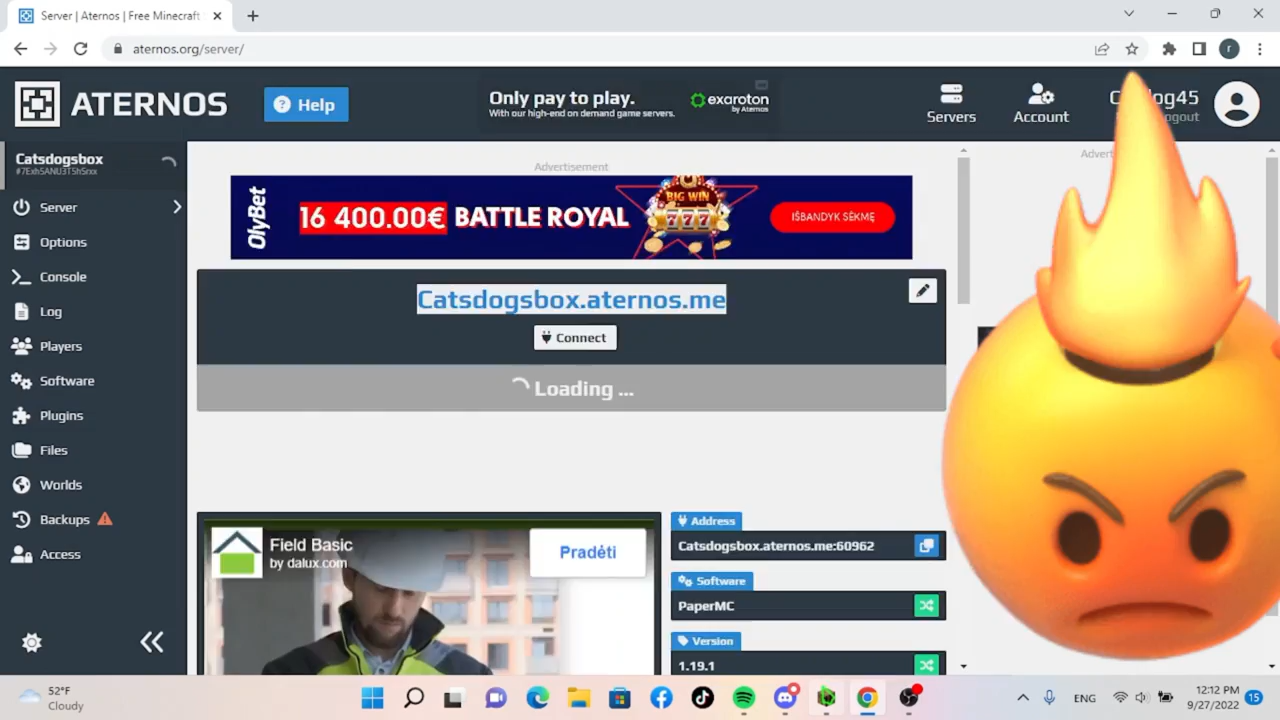 Server | Aternos | Free Minecraft
aternos.org/server/
r
ATERNOS
? Help
Only pay to play.
With our high-end on demand game servers.
exaroton
by Aternos
AD
Servers
Account
Catsdogsbox
#7ExhSANU3TShSnxx
Server
Options
Console
Log
Players
Software
Plugins
Files
Worlds
Backups
Access
Advertisement
OlyBet
16 400.00€ BATTLE ROYAL
BIG WIN
777
IŠBANDYK SĖKMĘ
Catsdogsbox.aternos.me
Connect
Loading ...
Field Basic
by dalux.com
Pradėti
Address
Catsdogsbox.aternos.me:60962
Software
PaperMC
Version
1.19.1
52°F
Cloudy
ENG
12:12 PM
9/27/2022
15